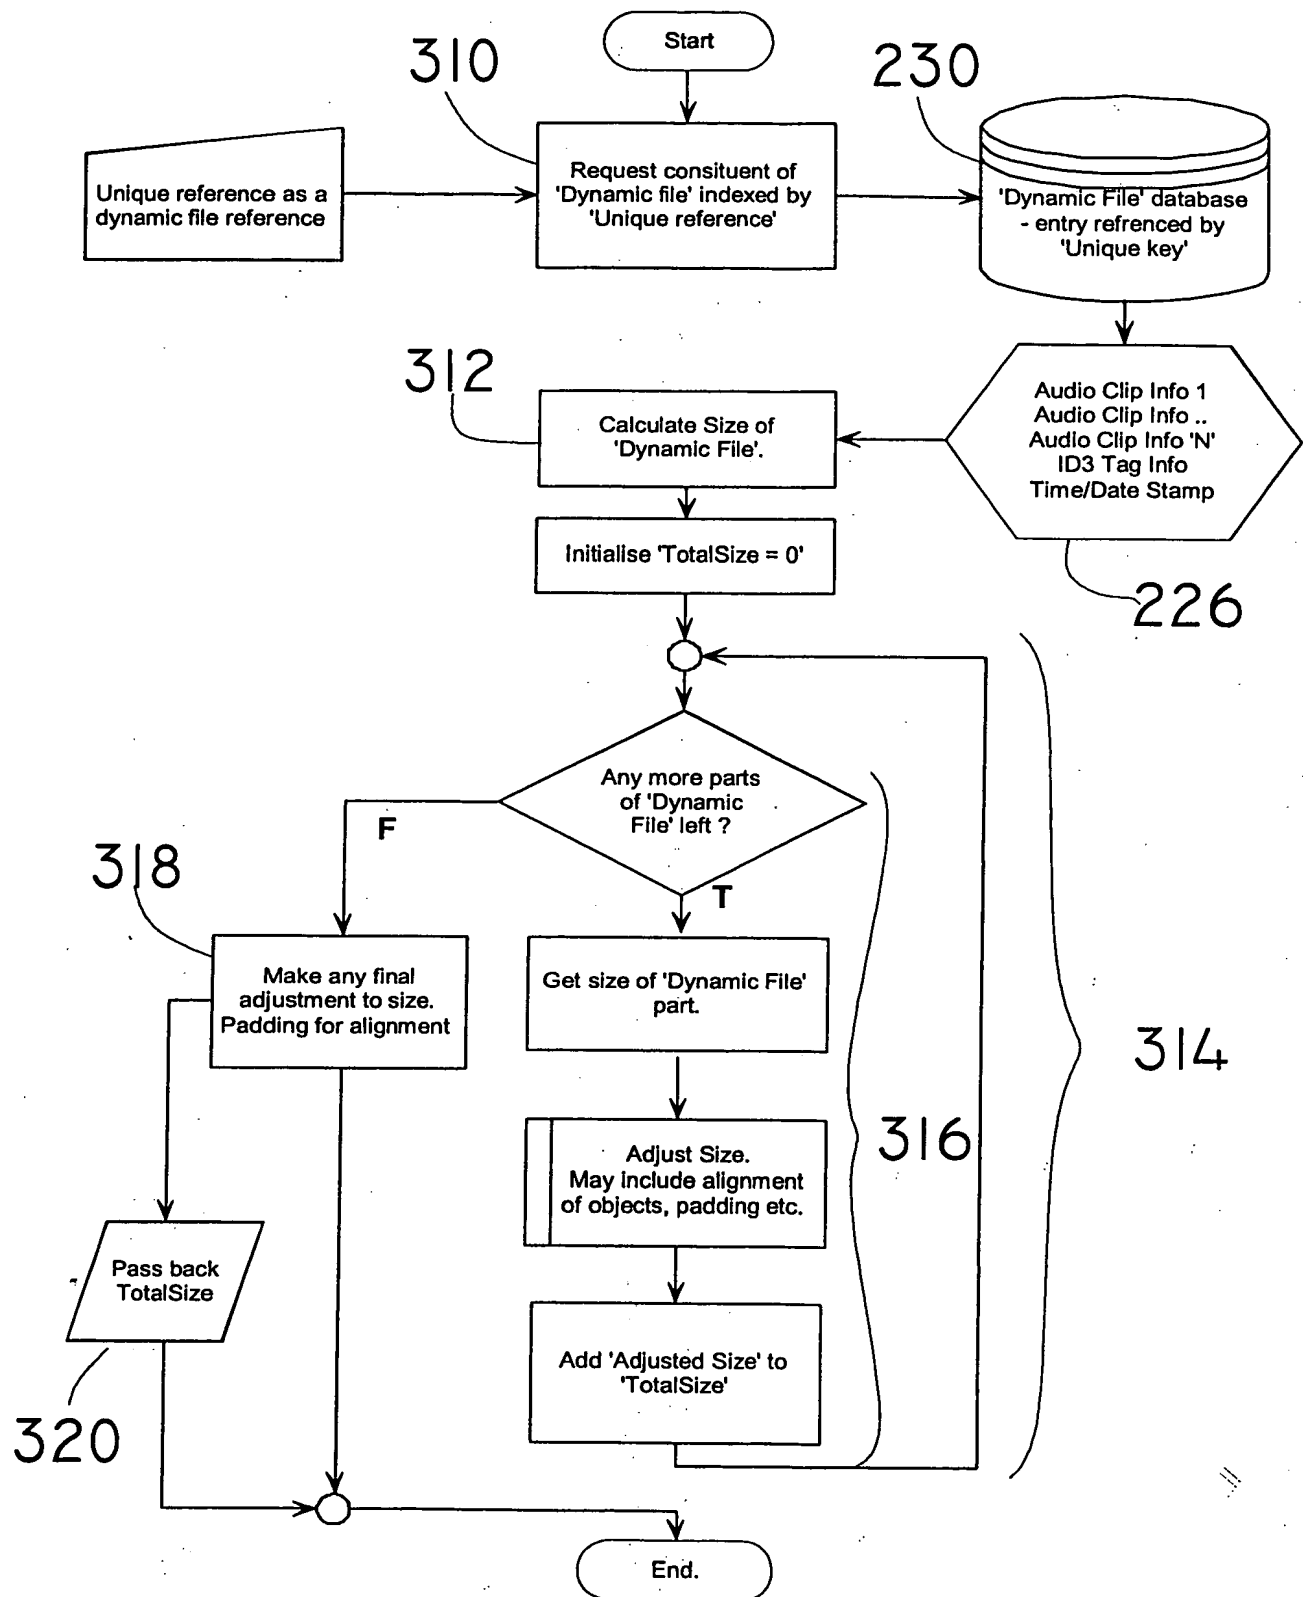 Start
310
230
Unique reference as a
dynamic file reference
Request consituent of
'Dynamic file' indexed by
'Unique reference'
'Dynamic File' database
- entry refrenced by
'Unique key'
312
Calculate Size of
'Dynamic File'.
Audio Clip Info 1
Audio Clip Info ..
Audio Clip Info 'N'
ID3 Tag Info
Time/Date Stamp
Initialise 'TotalSize = 0'
226
Any more parts
of 'Dynamic
File' left ?
F
T
318
Make any final
adjustment to size.
Padding for alignment
Get size of 'Dynamic File'
part.
314
316
Adjust Size.
May include alignment
of objects, padding etc.
Pass back
TotalSize
Add 'Adjusted Size' to
'TotalSize'
320
End.